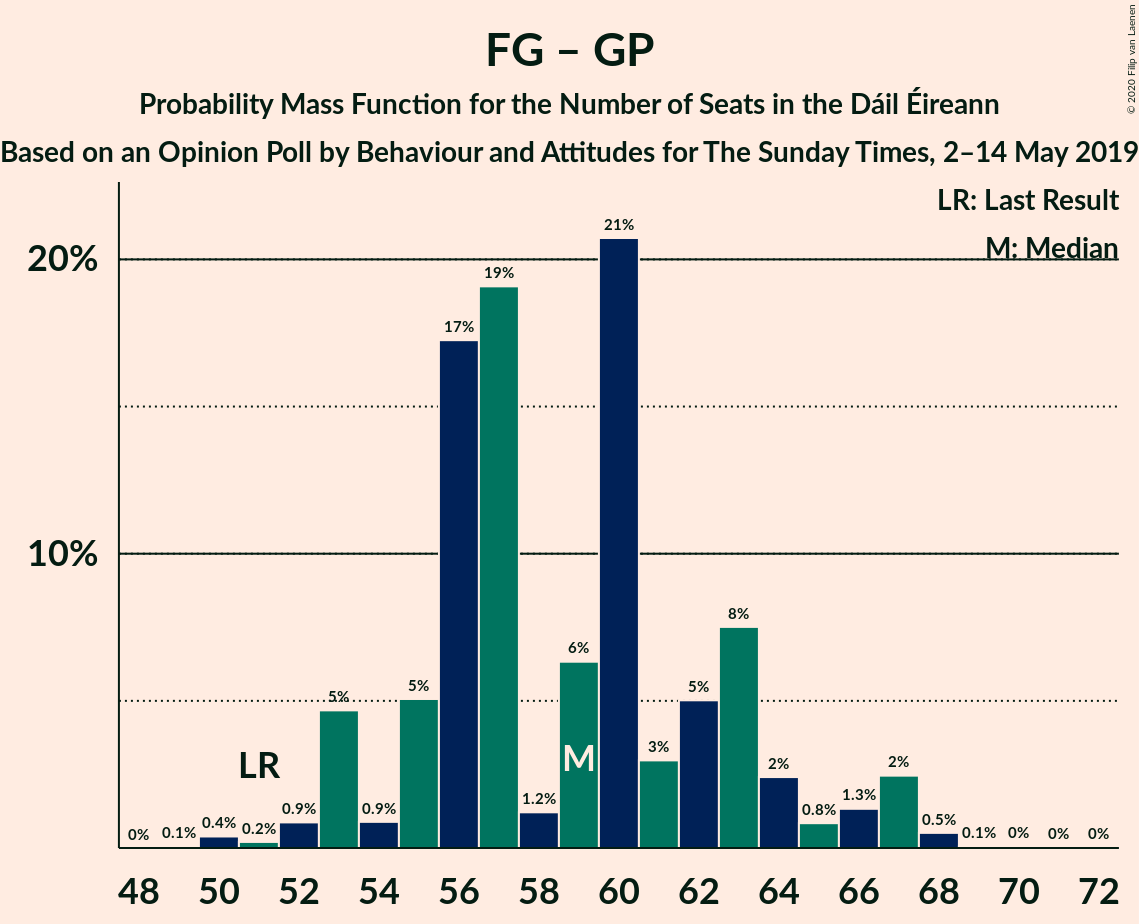 FG – GP
Probability Mass Function for the Number of Seats in the Dáil Éireann
Based on an Opinion Poll by Behaviour and Attitudes for The Sunday Times, 2–14 May 2019
© 2020 Filip van Laenen
LR: Last Result
M: Median
20%
10%
0% 0.1% 0.4% 0.2% 0.9% 5% 0.9% 5% 17% 19% 1.2% 6% 21% 3% 5% 8% 2% 0.8% 1.3% 2% 0.5% 0.1% 0% 0% 0%
LR
M
48 50 52 54 56 58 60 62 64 66 68 70 72